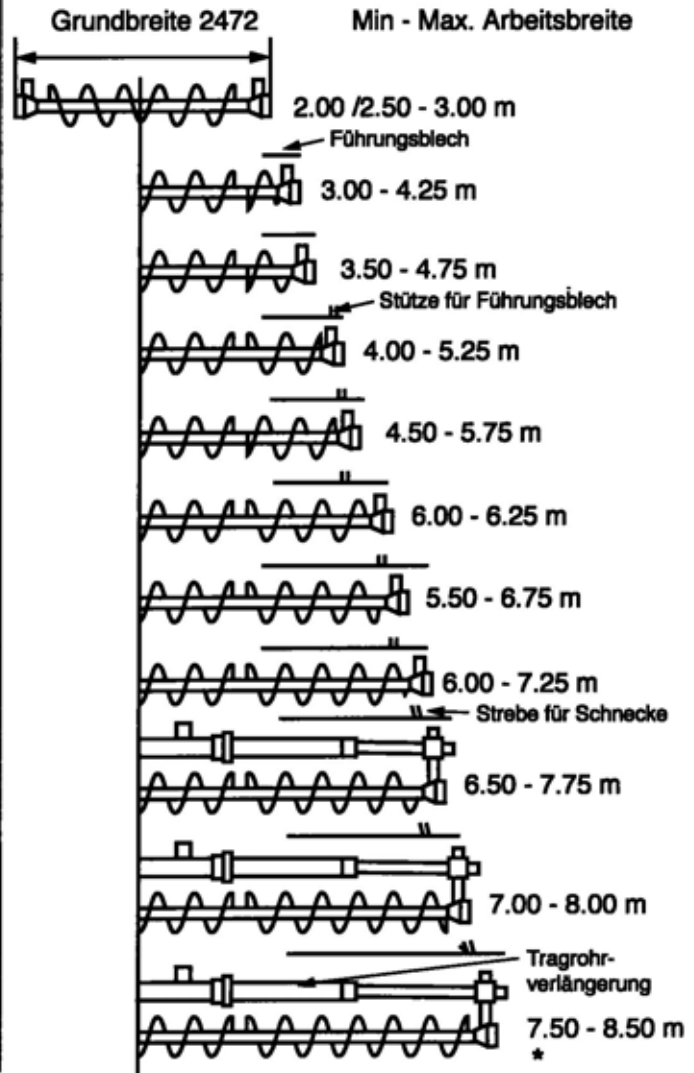 Grundbreite 2472
Min - Max. Arbeitsbreite
2.00 /2.50 - 3.00 m
Führungsblech
3.00 - 4.25 m
3.50 - 4.75 m
Stütze für Führungsblech
4.00 - 5.25 m
4.50 - 5.75 m
6.00 - 6.25 m
5.50 - 6.75 m
6.00 - 7.25 m
Strebe für Schnecke
6.50 - 7.75 m
7.00 - 8.00 m
Tragrohr-
verlängerung
7.50 - 8.50 m
*